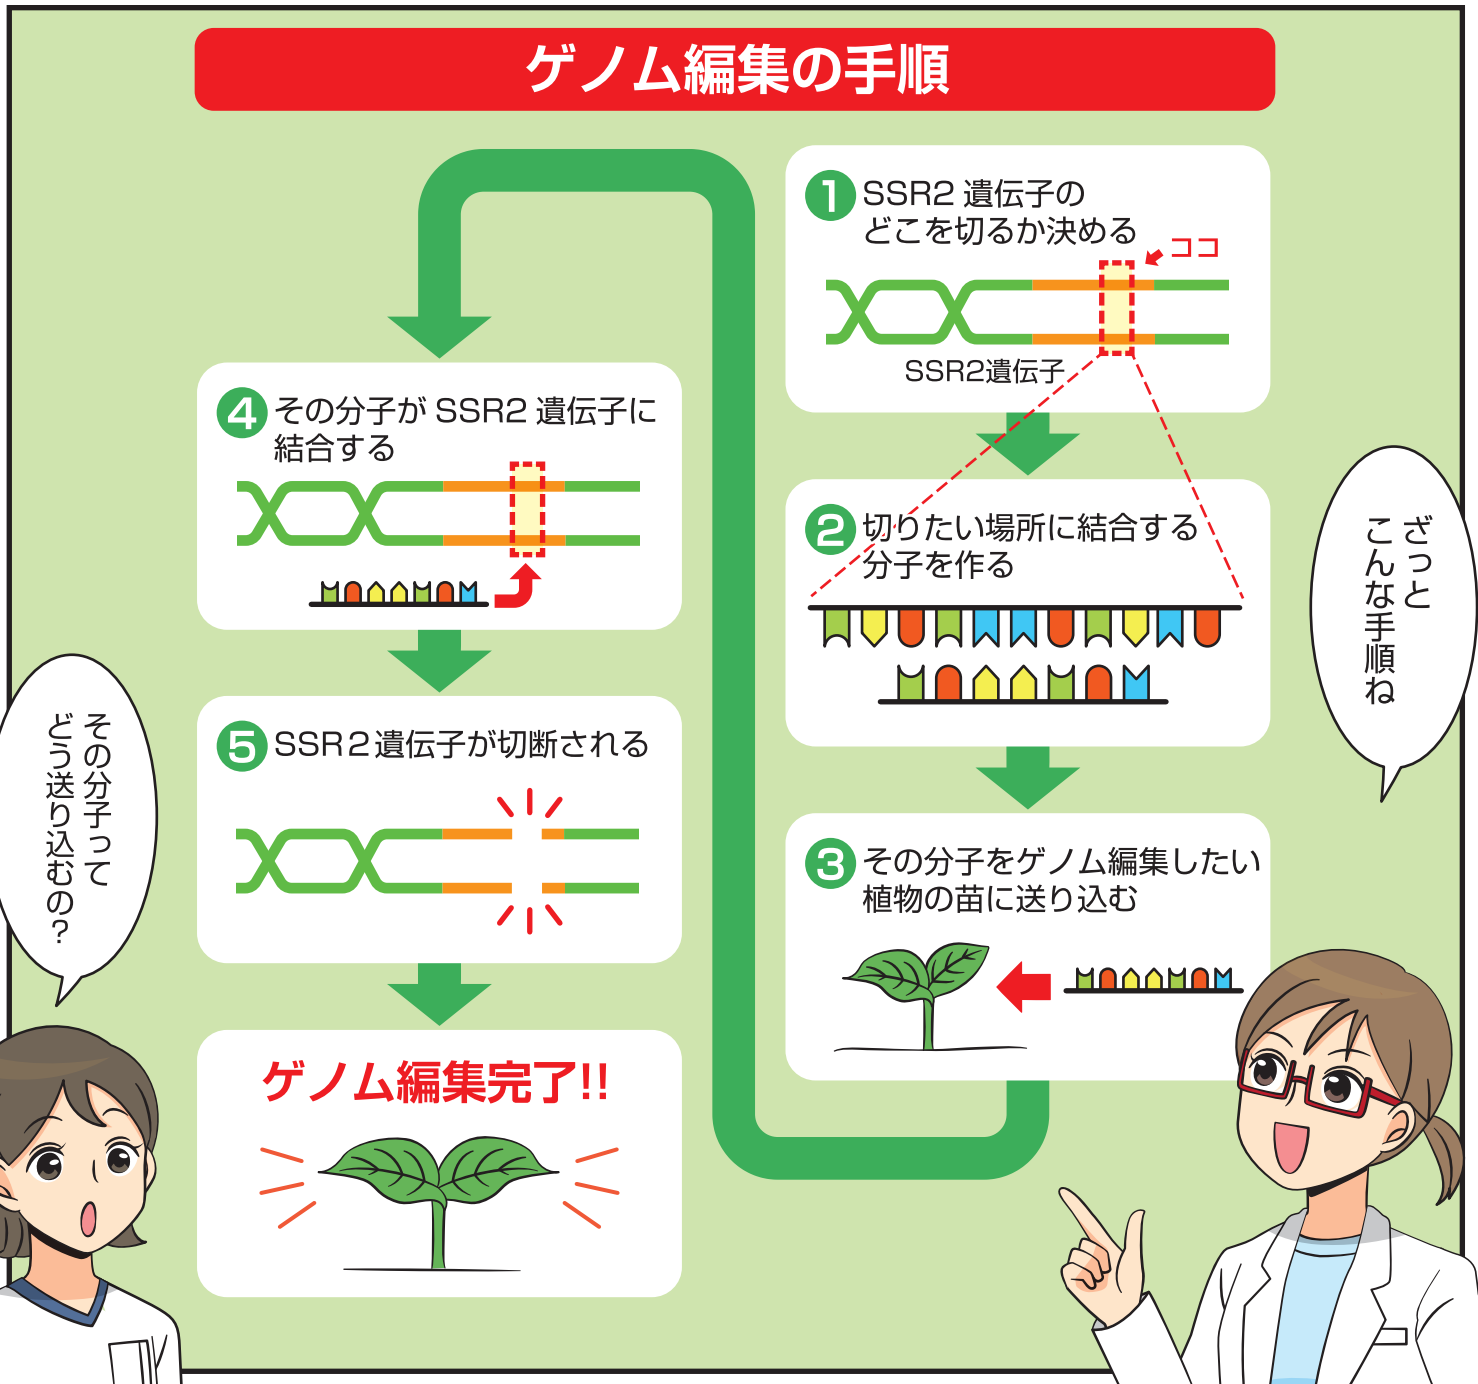 ゲノム編集の手順
1 SSR2 遺伝子の
どこを切るか決める
ココ
SSR2遺伝子
2 切りたい場所に結合する
分子を作る
3 その分子をゲノム編集したい
植物の苗に送り込む
4 その分子が SSR2 遺伝子に
結合する
5 SSR2遺伝子が切断される
ゲノム編集完了!!
ざっと
こんな手順ね
その分子って
どう送り込むの?